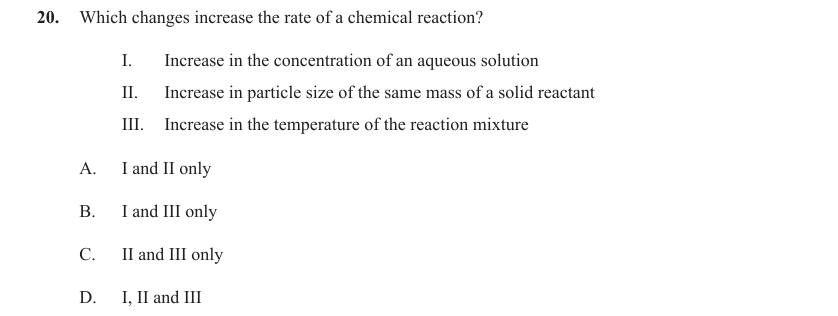 20. Which changes increase the rate of a chemical reaction?
I. Increase in the concentration of an aqueous solution
II. Increase in particle size of the same mass of a solid reactant
III. Increase in the temperature of the reaction mixture
A. I and II only
B. I and III only
C. II and III only
D. I, II and III